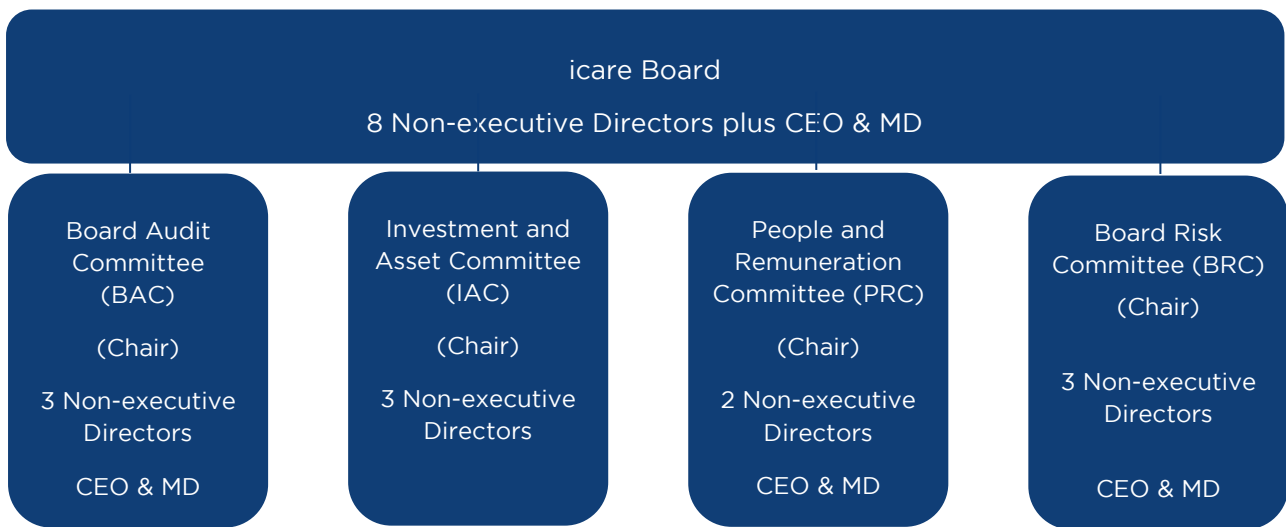 icare Board
8 Non-executive Directors plus CEO & MD
Board Audit
Committee
(BAC)
(Chair)
3 Non-executive
Directors
CEO & MD
Investment and
Asset Committee
(IAC)
(Chair)
3 Non-executive
Directors
People and
Remuneration
Committee (PRC)
(Chair)
2 Non-executive
Directors
CEO & MD
Board Risk
Committee (BRC)
(Chair)
3 Non-executive
Directors
CEO & MD